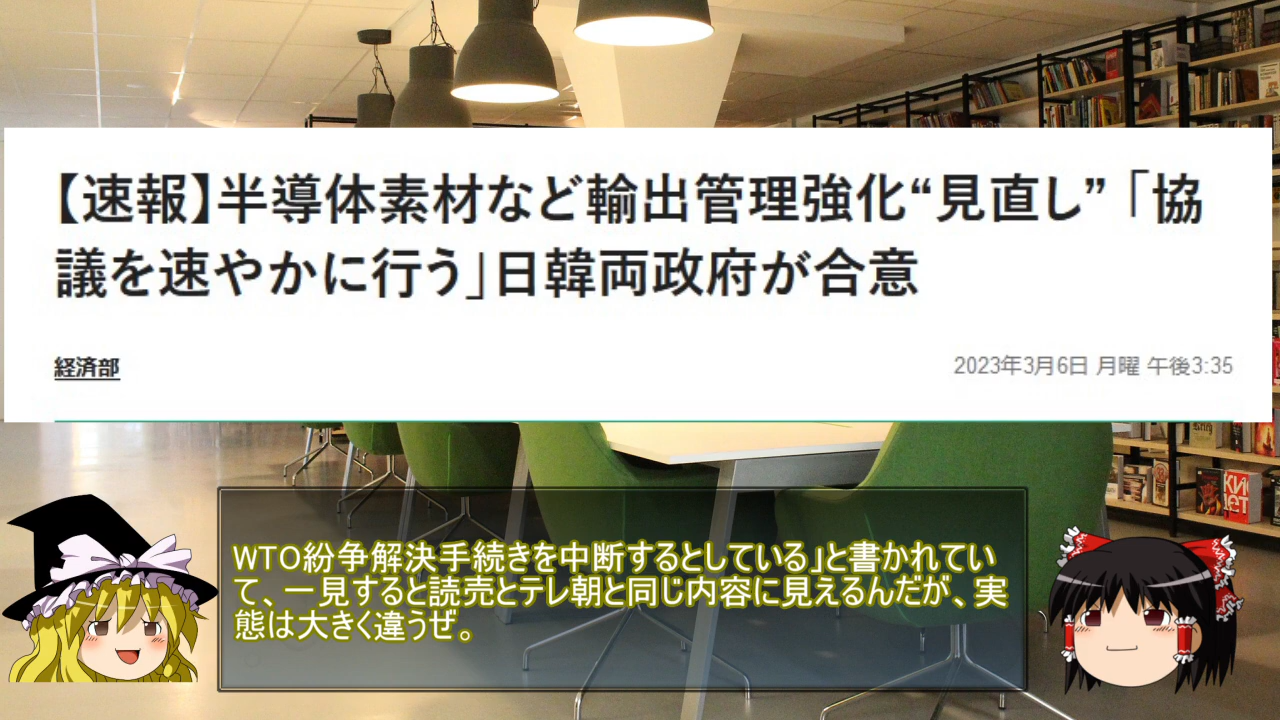 【速報】半導体素材など輸出管理強化“見直し”「協
議を速やかに行う」日韓両政府が合意
経済部
2023年3月6日 月曜 午後3:35
WTO紛争解決手続きを中断するとしている」と書かれてい
て、一見すると読売とテレ朝と同じ内容に見えるんだが、実
態は大きく違うぜ。